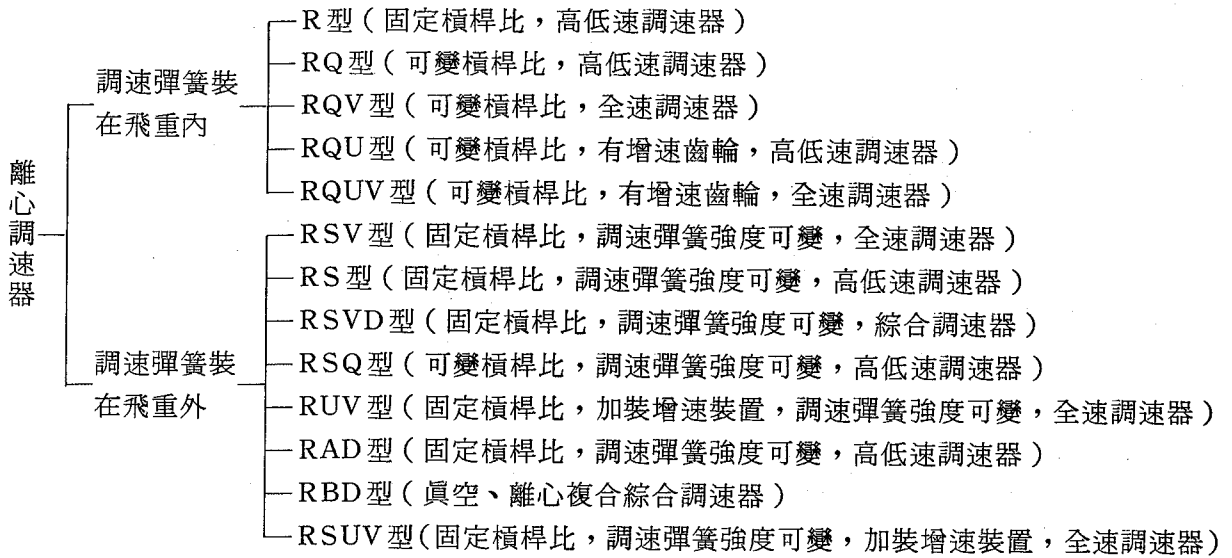 離心調速器
調速彈簧裝
在飛重內
R型(固定槓桿比,高低速調速器)
RQ型(可變槓桿比,高低速調速器)
RQV型(可變槓桿比,全速調速器)
RQU型(可變槓桿比,有增速齒輪,高低速調速器)
RQUV型(可變槓桿比,有增速齒輪,全速調速器)
調速彈簧裝
在飛重外
RSV型(固定槓桿比,調速彈簧強度可變,全速調速器)
RS型(固定槓桿比,調速彈簧強度可變,高低速調速器)
RSVD型(固定槓桿比,調速彈簧強度可變,綜合調速器)
RSQ型(可變槓桿比,調速彈簧強度可變,高低速調速器)
RUV型(固定槓桿比,加裝增速裝置,調速彈簧強度可變,全速調速器)
RAD型(固定槓桿比,調速彈簧強度可變,高低速調速器)
RBD型(眞空、離心複合綜合調速器)
RSUV型(固定槓桿比,調速彈簧強度可變,加裝增速裝置,全速調速器)